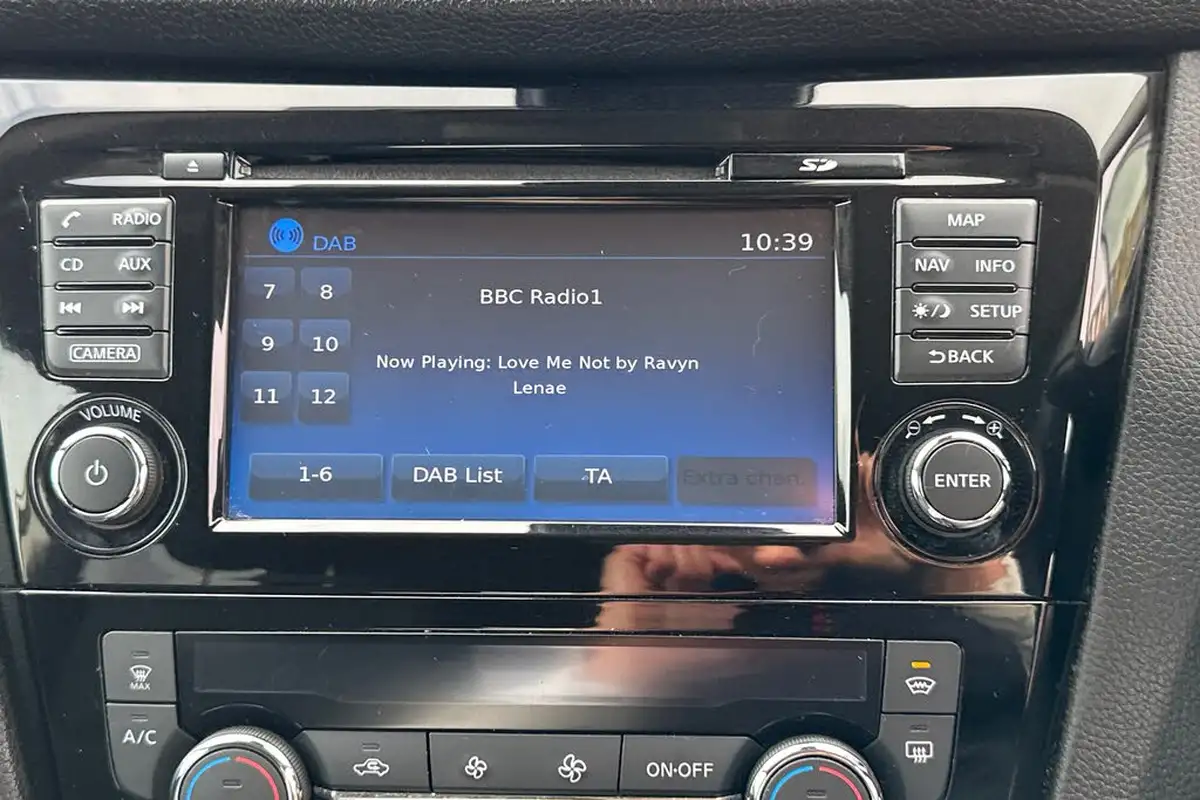 SD
RADIO
CD AUX
CAMERA
VOLUME
DAB 10:39
7 8
9 10
11 12
BBC Radio1
Now Playing: Love Me Not by Ravyn
Lenae
1-6 DAB List TA Extra chan.
MAP
NAV INFO
SETUP
BACK
ENTER
MAX
A/C
ON·OFF